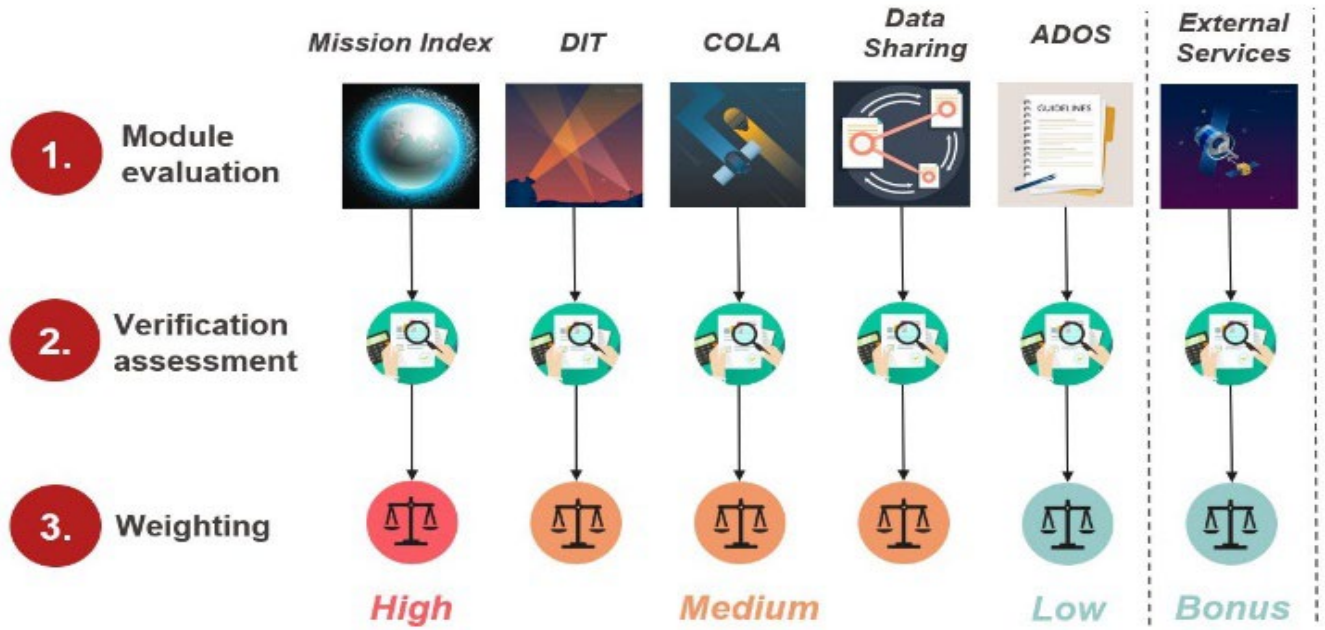 Mission Index
DIT
COLA
Data
Sharing
ADOS
External
Services
1.
Module
evaluation
GUIDELINES
2.
Verification
assessment
3.
Weighting
High
Medium
Low
Bonus